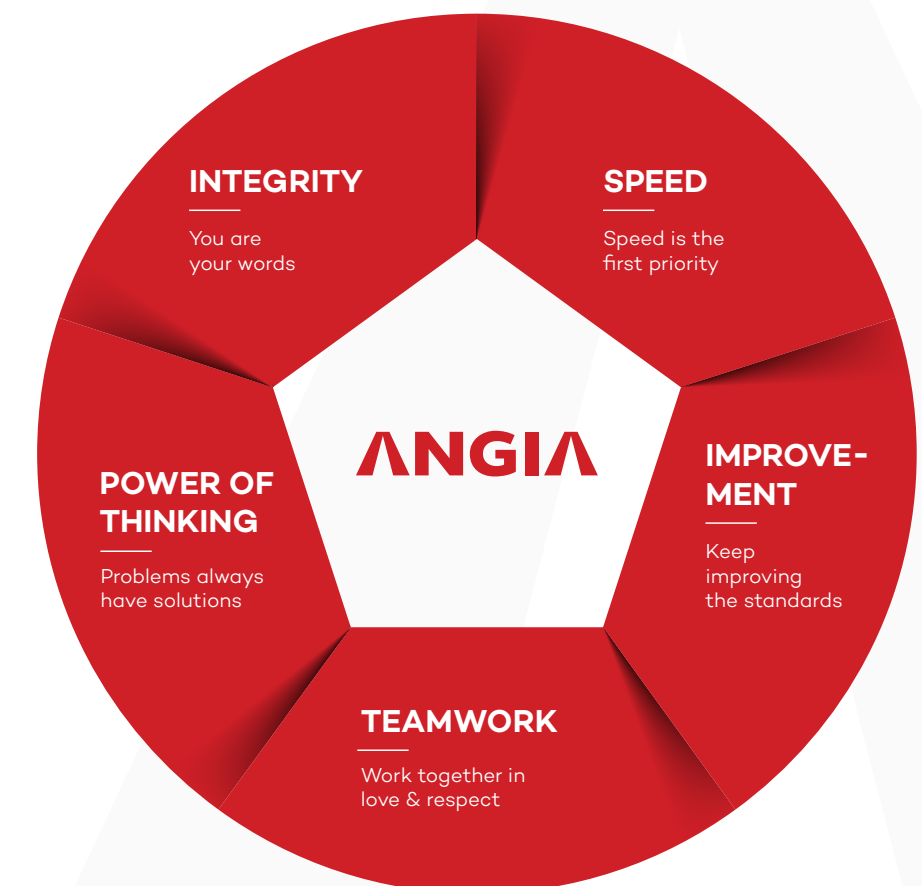 INTEGRITY
You are
your words
SPEED
Speed is the
first priority
IMPROVE-
MENT
Keep
improving
the standards
TEAMWORK
Work together in
love & respect
POWER OF
THINKING
Problems always
have solutions
ANGIA